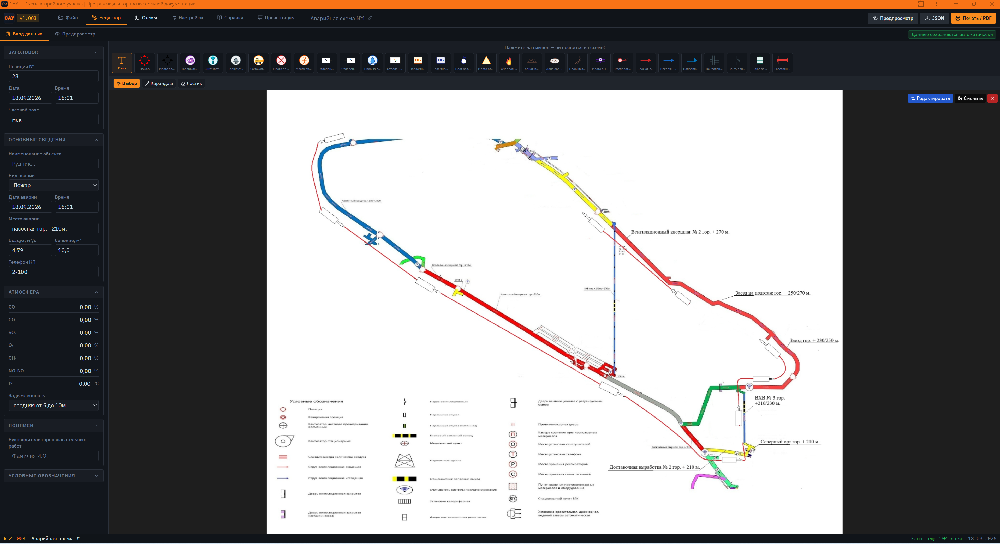 САУ — Схема аварийного участка | Программа для горноспасательной документации
САУ v1.003 Файл Редактор Схемы Настройки Справка Презентация Аварийная схема №1 Предпросмотр JSON Печать / PDF
Ввод данных Предпросмотр Данные сохраняются автоматически
ЗАГОЛОВОК
Позиция №
28
Дата Время
18.09.2026 16:01
Часовой пояс
мск
ОСНОВНЫЕ СВЕДЕНИЯ
Наименование объекта
Рудник...
Вид аварии
Пожар
Дата аварии Время
18.09.2026 16:01
Место аварии
насосная гор. +210м.
Воздух, м³/с Сечение, м²
4,79 10,0
Телефон КП
2-100
АТМОСФЕРА
CO 0,00 %
CO₂ 0,00 %
SO₂ 0,00 %
O₂ 0,00 %
CH₄ 0,00 %
NO-NO₂ 0,00 %
t° 0,00 °C
Задымлённость
средняя от 5 до 10м.
ПОДПИСИ
Руководитель горноспасательных
работ
Фамилия И.О.
УСЛОВНЫЕ ОБОЗНАЧЕНИЯ
Нажмите на символ — он появится на схеме:
Текст Пожар Место вз... Газовыде... Считыват... Надшахт... Самоход... Место об... Место об... Отделен... Отделен... Прорыв в... Отделен... Подземн... Наземна... Пост без... Место от... Очаг пож... Горная в... Зона обр... Прорыв з... Место вы... Распрост... Свежая с... Исходящ... Направл... Вентиляц... Вентиляц... Шлюз ве... Расстоян...
Выбор Карандаш Ластик
Редактировать Сменить
Наклонный съезд гор.+270/+210м
Вентиляционный квершлаг № 2 гор. + 270 м.
Капитальный квершлаг гор.+210м.
УПП-7
ВХВ гор.+210м/+270м
Капитальный квершлаг гор.+210м.
Заезд на подэтаж гор. + 250/270 м.
Заезд гор. + 230/250 м.
ВХВ № 3 гор.
+210/230 м.
Северный орт гор. + 210 м.
Капитальный квершлаг гор.+210м
Доставочная выработка № 2 гор. + 210 м.
Условные обозначения
Позиция
Реверсивная позиция
Вентилятор местного проветривания,
временный
Вентилятор стационарный
Станция замера количества воздуха
Струя вентиляционная входящая
Струя вентиляционная исходящая
Дверь вентиляционная закрытая
Дверь вентиляционная закрытая
(металлическая)
Парус вентиляционный
Перемычка глухая
Перемычка глухая (бетонная)
Блоковый запасный выход
Медицинский пункт
Надшахтное здание
Общешахтный запасный выход
Считыватель системы позиционирования
Установка калориферная
Дверь вентиляционная решетчатая
Дверь вентиляционная с регулируемым
окном
Противопожарная дверь
П Камера хранения противопожарных
материалов
О Место установки огнетушителей
Т Место установки телефона
Р Место хранения респираторов
С Место хранения самоспасателей
Пункт хранения противопожарных
материалов и оборудования
ВГК Стационарный пункт ВГК
Установка оросительная, дренчерная,
водяной завесы автоматическая
v1.003 Аварийная схема №1 Ключ: ещё 104 дней 18.09.2026